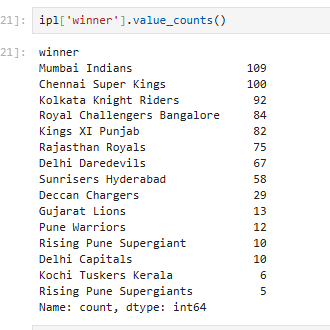 21]: ipl['winner'].value_counts()
21]: winner
Mumbai Indians 109
Chennai Super Kings 100
Kolkata Knight Riders 92
Royal Challengers Bangalore 84
Kings XI Punjab 82
Rajasthan Royals 75
Delhi Daredevils 67
Sunrisers Hyderabad 58
Deccan Chargers 29
Gujarat Lions 13
Pune Warriors 12
Rising Pune Supergiant 10
Delhi Capitals 10
Kochi Tuskers Kerala 6
Rising Pune Supergiants 5
Name: count, dtype: int64